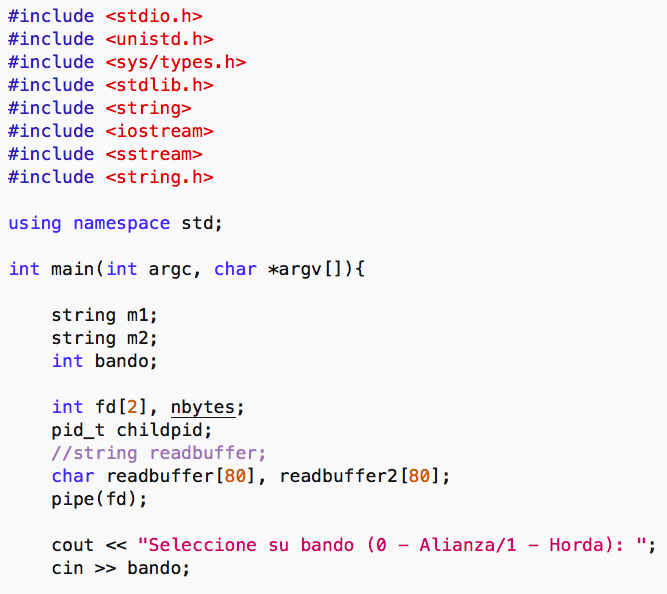 #include <stdio.h>
#include <unistd.h>
#include <sys/types.h>
#include <stdlib.h>
#include <string>
#include <iostream>
#include <sstream>
#include <string.h>
using namespace std;
int main(int argc, char *argv[]){
string m1;
string m2;
int bando;
int fd[2], nbytes;
pid_t childpid;
//string readbuffer;
char readbuffer[80], readbuffer2[80];
pipe(fd);
cout << "Seleccione su bando (0 – Alianza/1 – Horda): ";
cin >> bando;